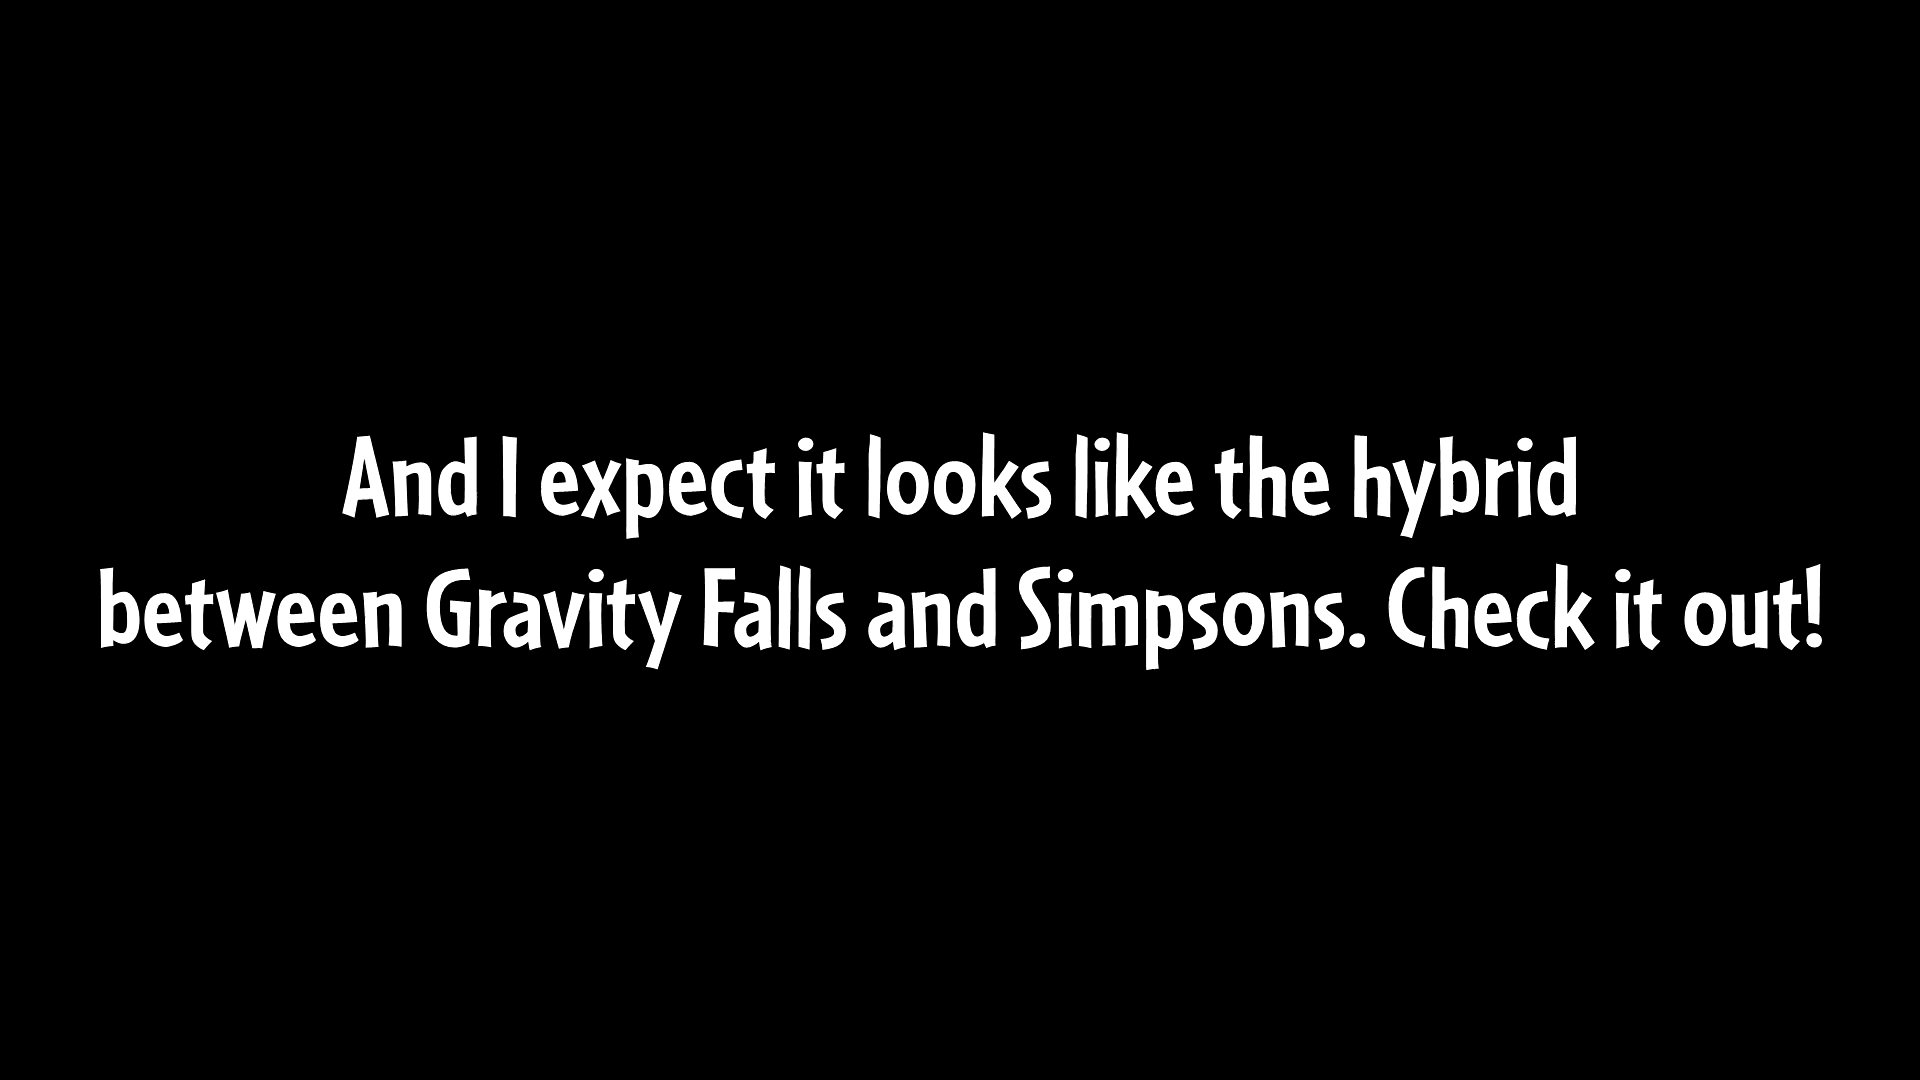 And I expect it looks like the hybrid
between Gravity Falls and Simpsons. Check it out!